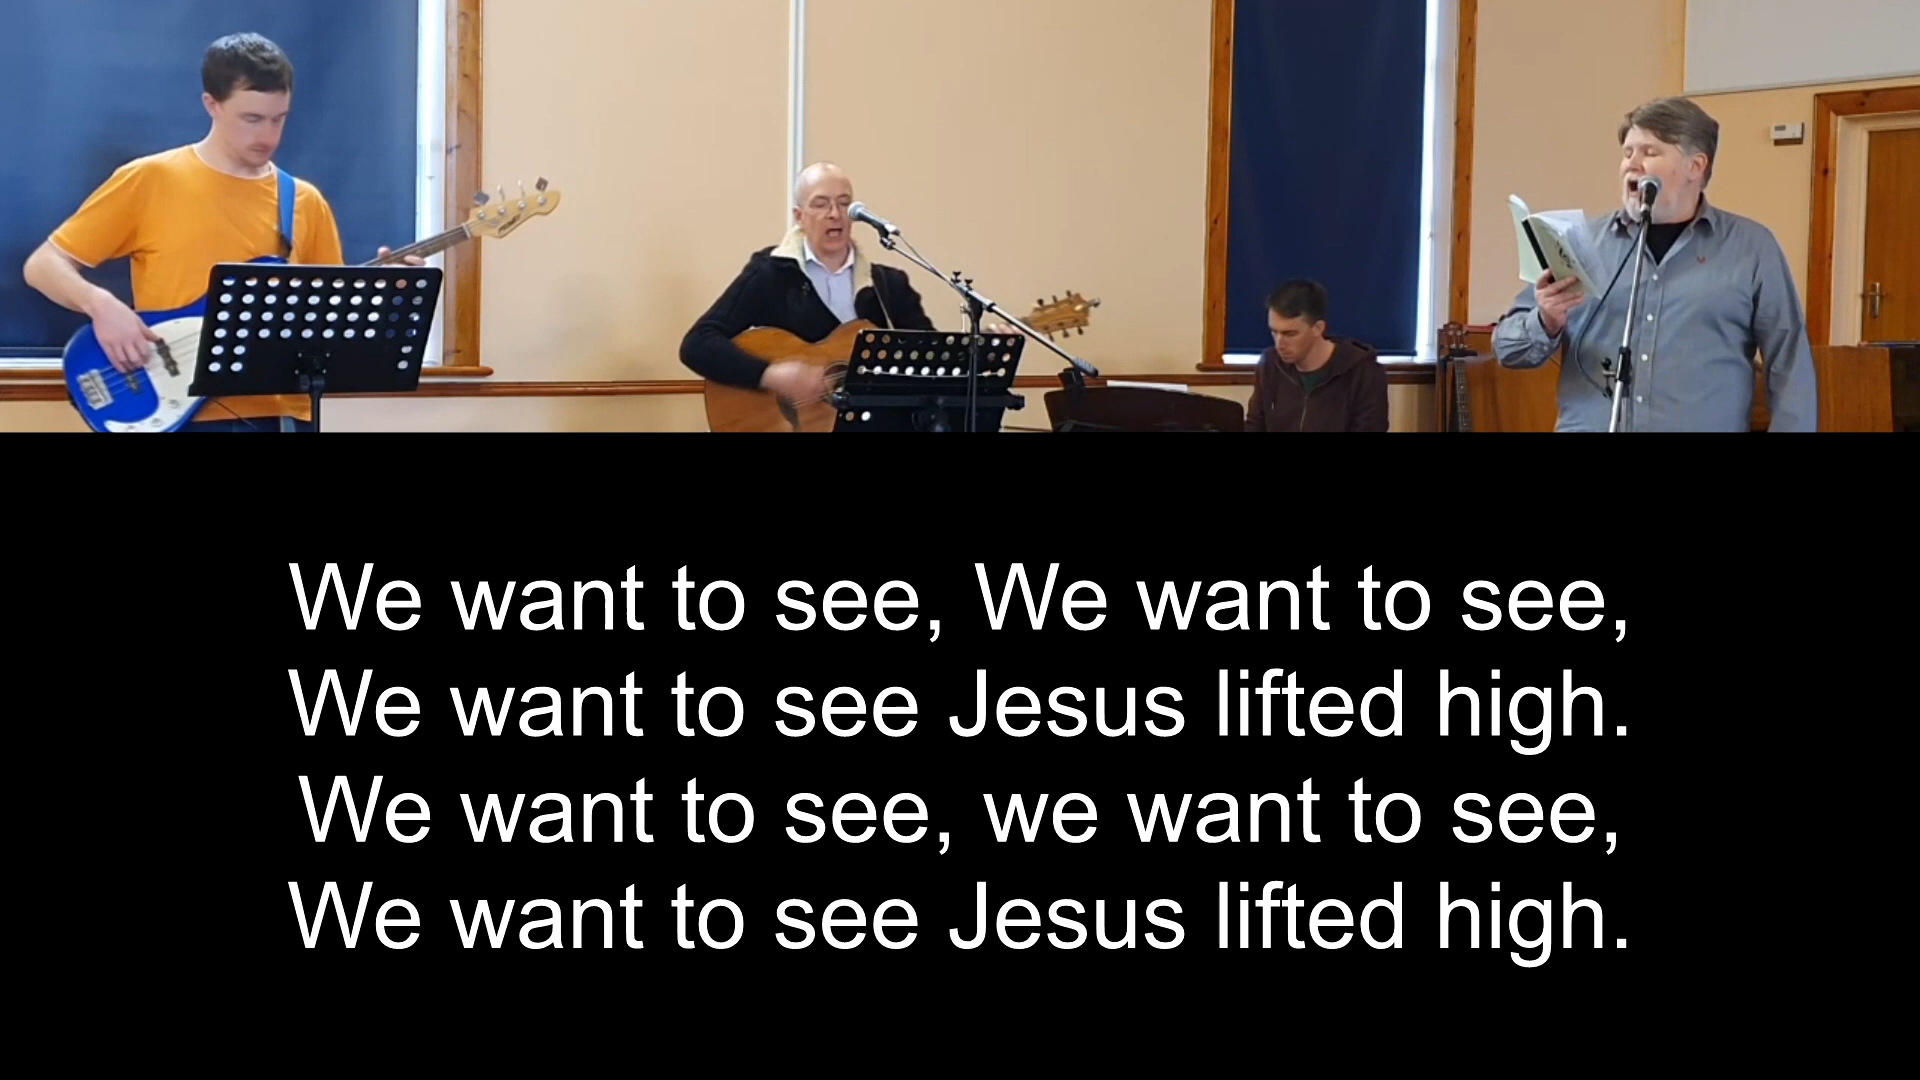 We want to see, We want to see,
We want to see Jesus lifted high.
We want to see, we want to see,
We want to see Jesus lifted high.